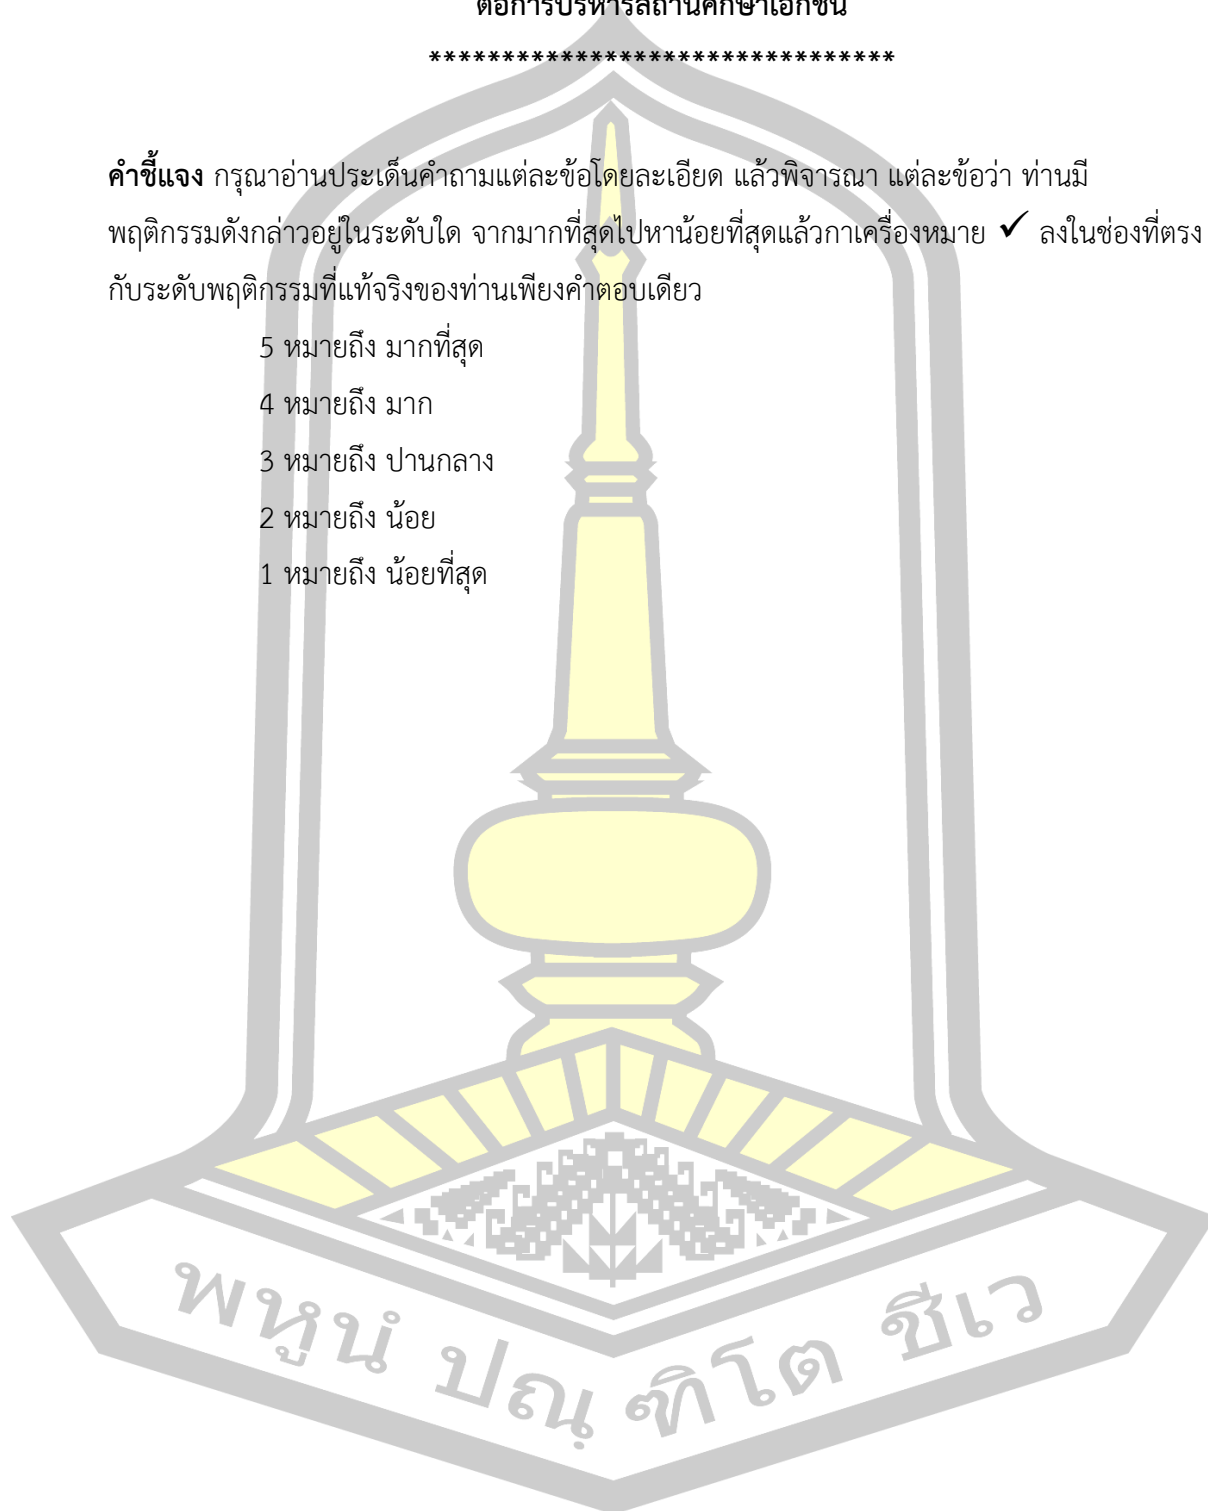 ต่อการบริหารสถานศึกษาเอกชน
********************************
คำชี้แจง กรุณาอ่านประเด็นคำถามแต่ละข้อโดยละเอียด แล้วพิจารณา แต่ละข้อว่า ท่านมี
พฤติกรรมดังกล่าวอยู่ในระดับใด จากมากที่สุดไปหาน้อยที่สุดแล้วกาเครื่องหมาย ✓ ลงในช่องที่ตรง
กับระดับพฤติกรรมที่แท้จริงของท่านเพียงคำตอบเดียว
5 หมายถึง มากที่สุด
4 หมายถึง มาก
3 หมายถึง ปานกลาง
2 หมายถึง น้อย
1 หมายถึง น้อยที่สุด
พหูนํ ปณฺฑิโต ชีเว